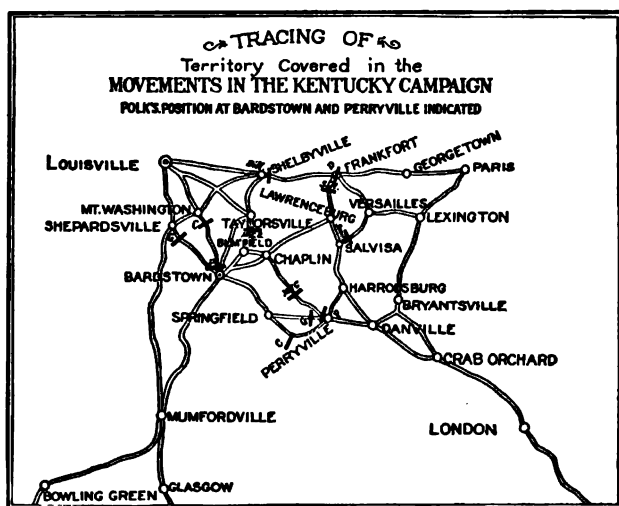 TRACING OF
Territory Covered in the
MOVEMENTS IN THE KENTUCKY CAMPAIGN
POLK'S POSITION AT BARDSTOWN AND PERRYVILLE INDICATED
SHELBYVILLE
FRANKFORT
GEORGETOWN
PARIS
LOUISVILLE
LAWRENCEBURG
VERSAILLES
MT. WASHINGTON
TAYLORSVILLE
LEXINGTON
SHEPARDSVILLE
C
SALVISA
CHAPLIN
BARDSTOWN
HARRODSBURG
BRYANTSVILLE
SPRINGFIELD
DANVILLE
C
PERRYVILLE
CRAB ORCHARD
MUMFORDVILLE
LONDON
BOWLING GREEN
GLASGOW